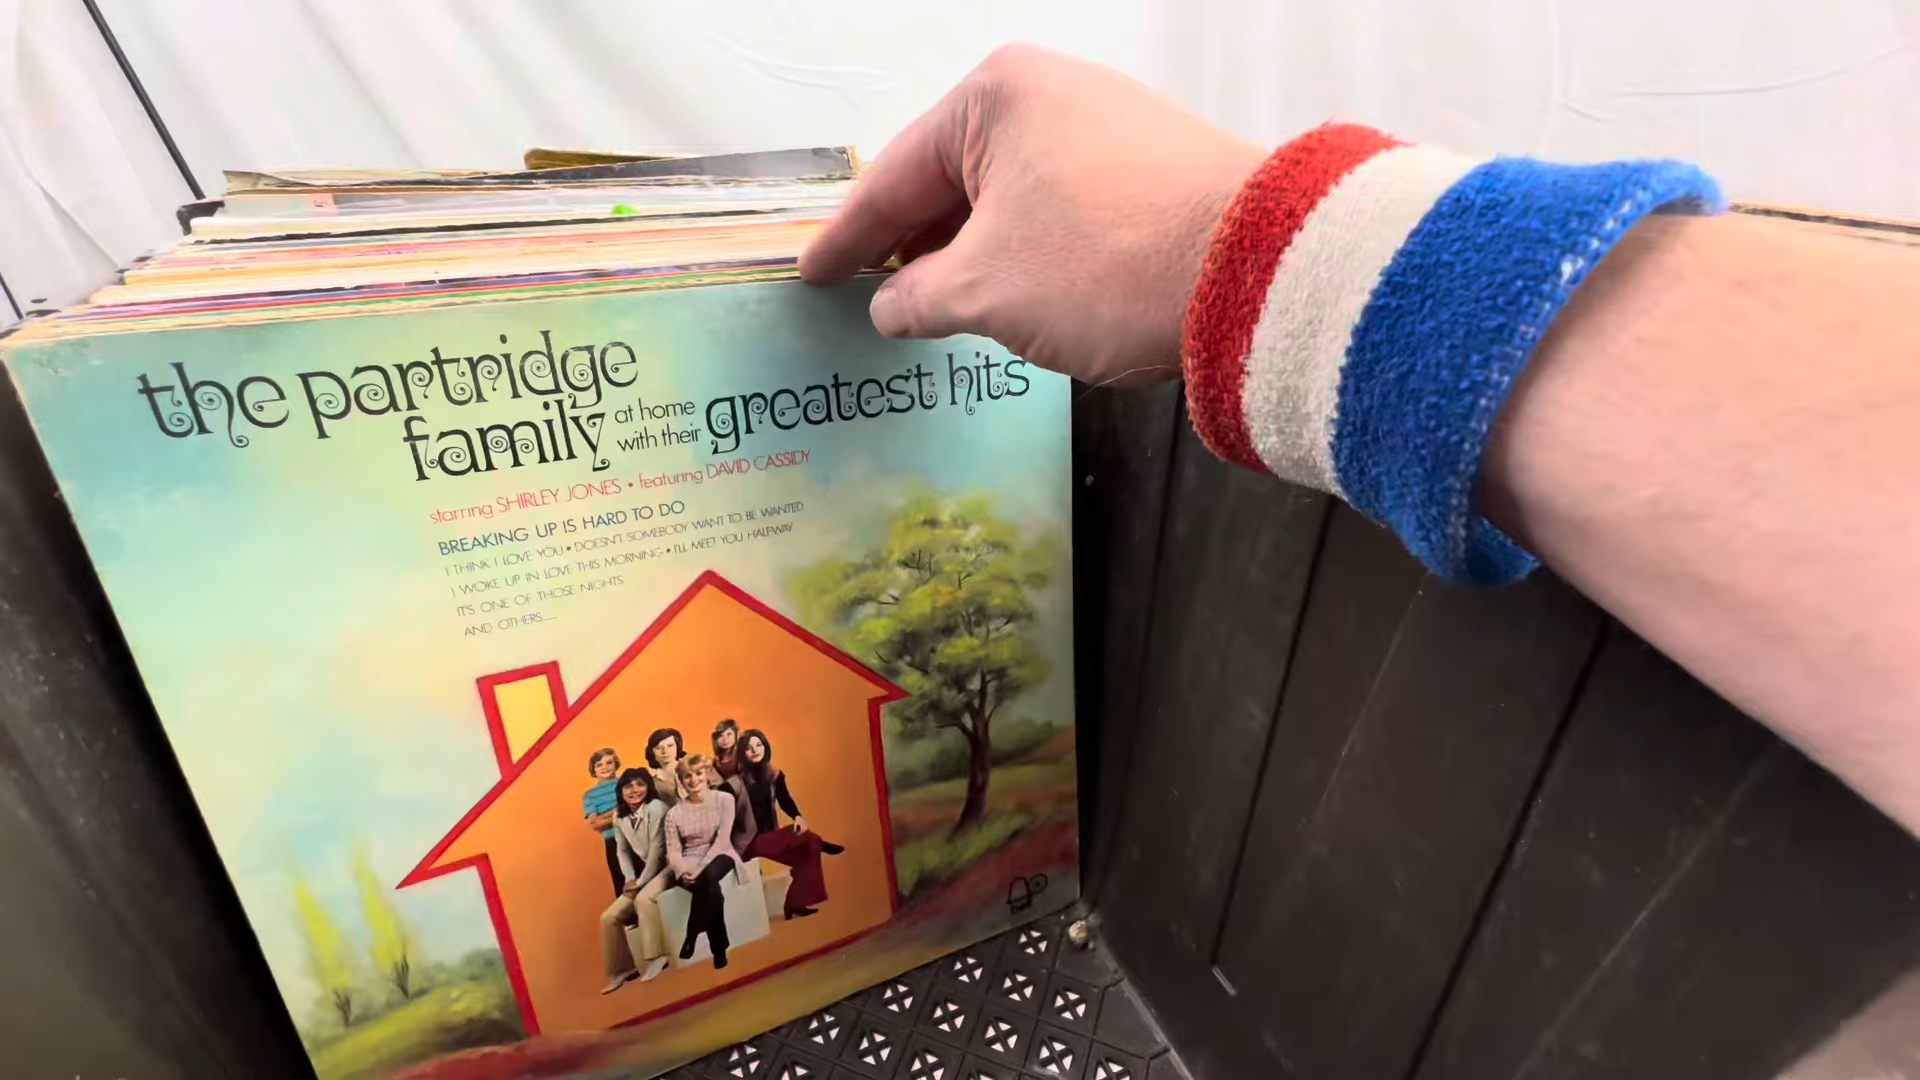 the partridge
family at home with their greatest hits
starring SHIRLEY JONES • featuring DAVID CASSIDY
BREAKING UP IS HARD TO DO
I THINK I LOVE YOU • DOESN'T SOMEBODY WANT TO BE WANTED
I WOKE UP IN LOVE THIS MORNING • I'LL MEET YOU HALFWAY
IT'S ONE OF THOSE NIGHTS
AND OTHERS.....